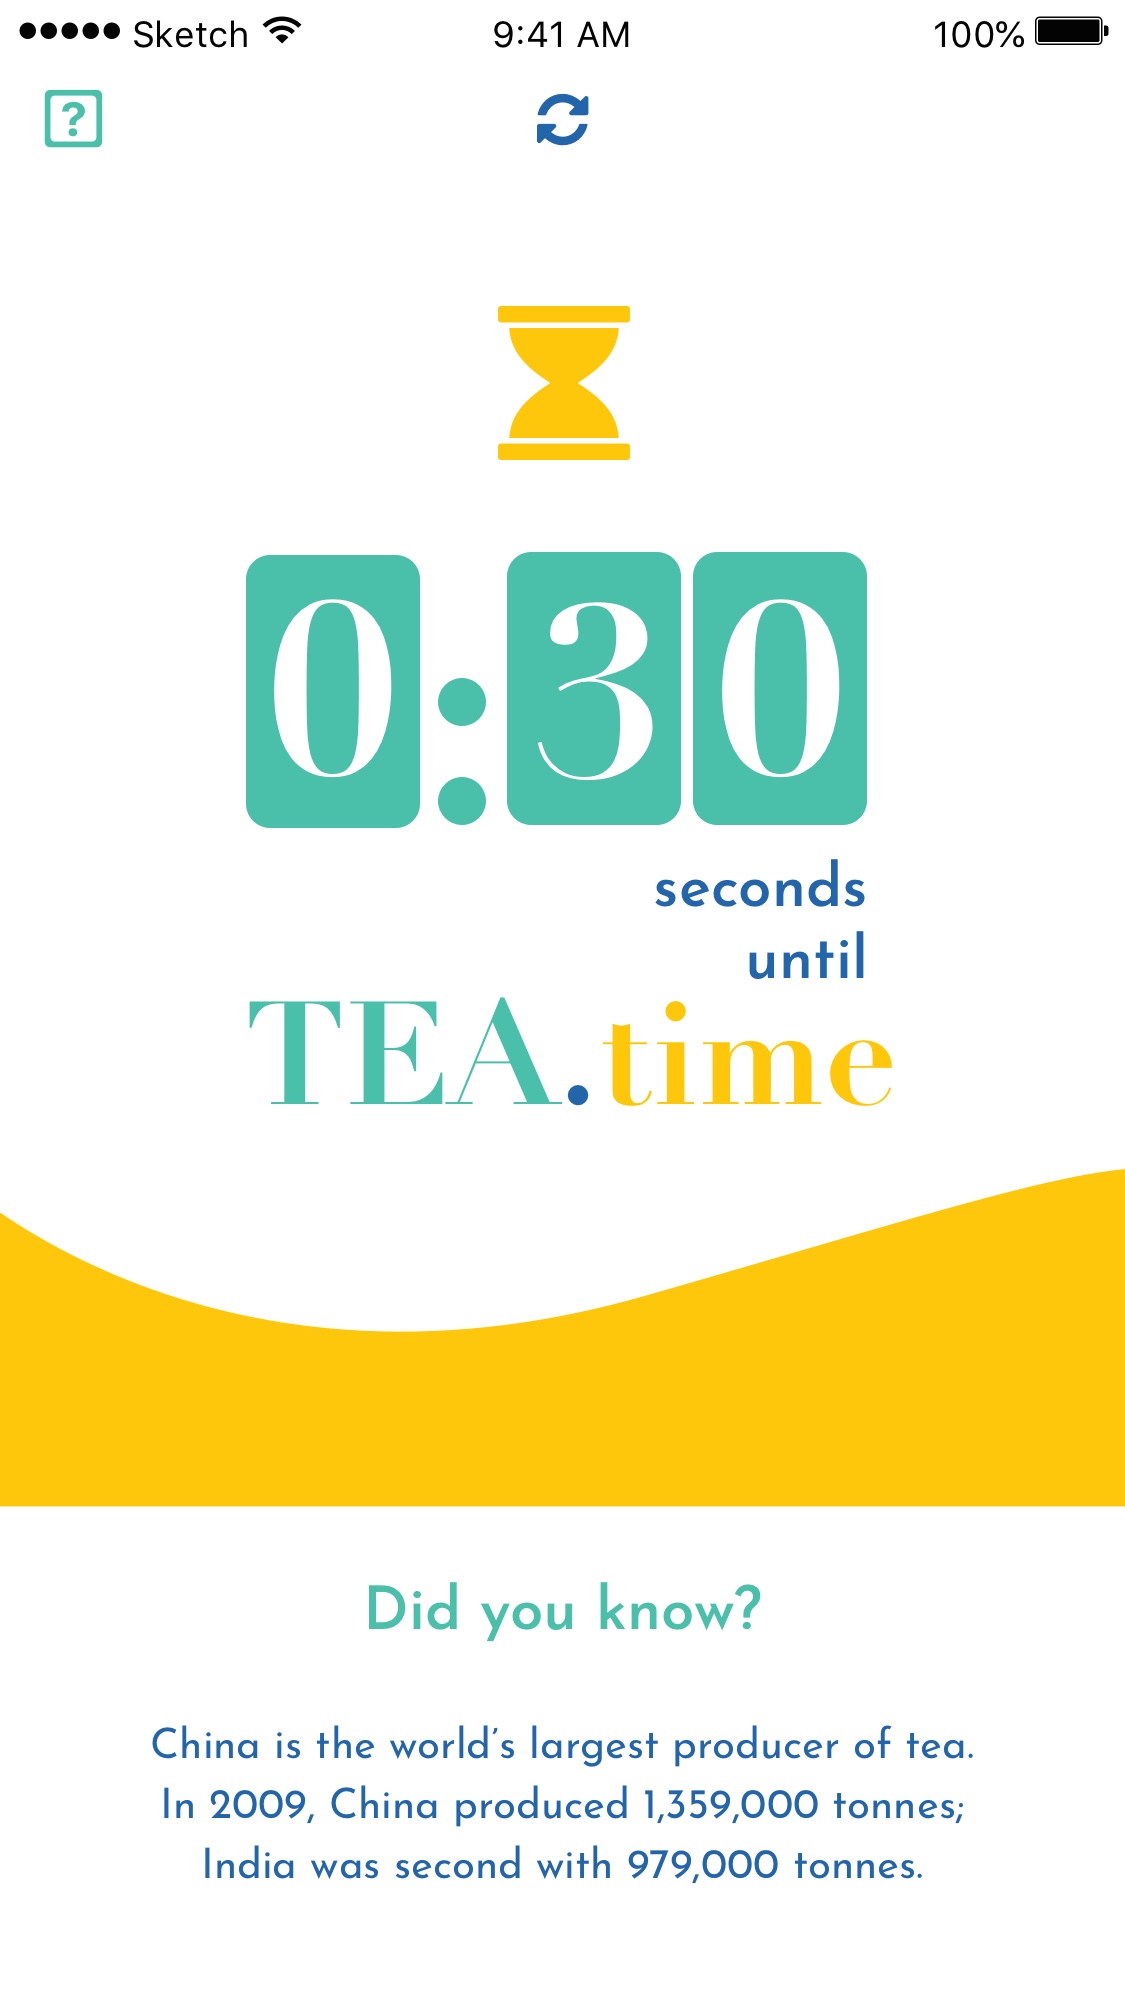 Sketch 9:41 AM 100%
?
0:30
seconds
until
TEA.time
Did you know?
China is the world’s largest producer of tea.
In 2009, China produced 1,359,000 tonnes;
India was second with 979,000 tonnes.